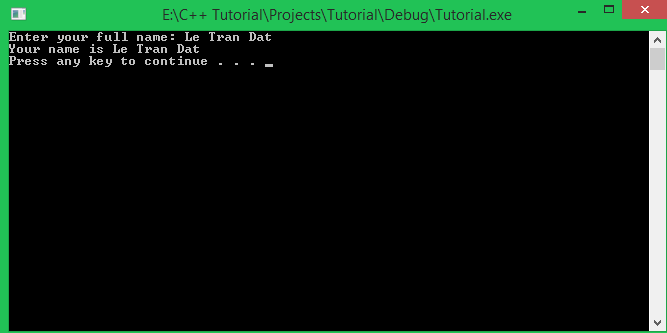 E:\C++ Tutorial\Projects\Tutorial\Debug\Tutorial.exe
Enter your full name: Le Tran Dat
Your name is Le Tran Dat
Press any key to continue . . .